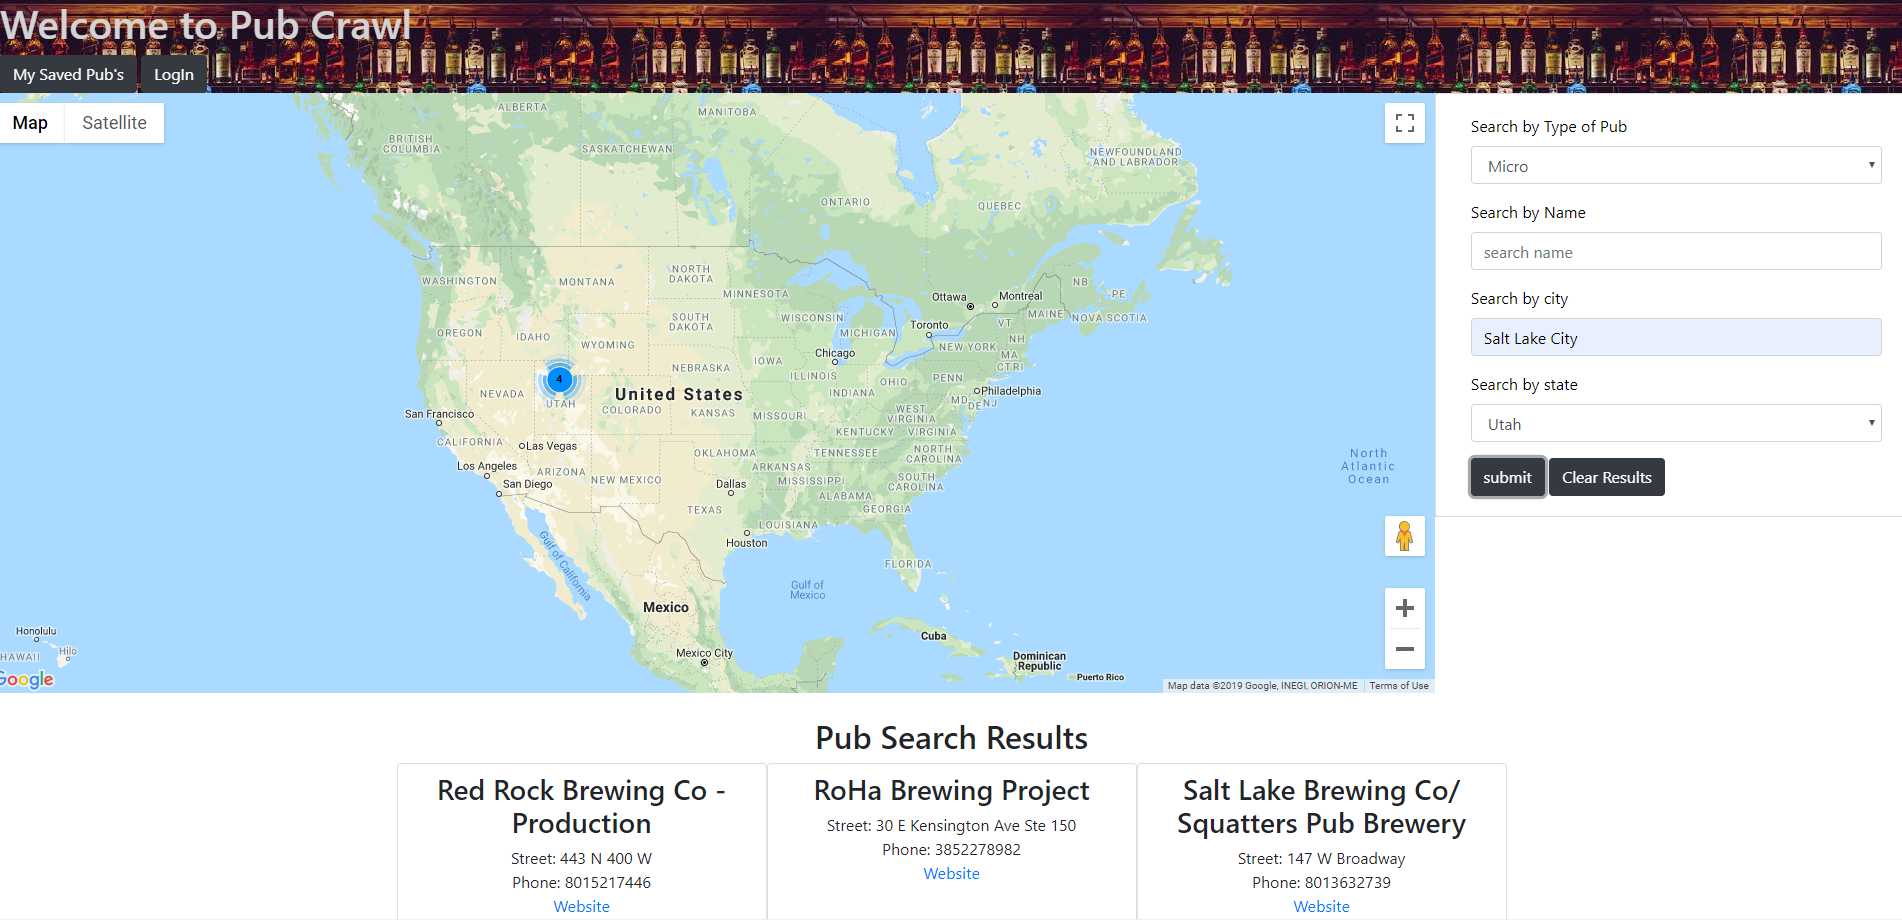 Welcome to Pub Crawl
My Saved Pub's
LogIn
Map
Satellite
ALBERTA
MANITOBA
BRITISH
COLUMBIA
SASKATCHEWAN
NEWFOUNDLAND
AND LABRADOR
ONTARIO
QUEBEC
WASHINGTON
MONTANA
NORTH
DAKOTA
MINNESOTA
Ottawa
Montreal
NB
PE
NOVA SCOTIA
MAINE
OREGON
IDAHO
WYOMING
SOUTH
DAKOTA
WISCONSIN
MICHIGAN
Toronto
VT
NH
NEW YORK
MA
CT
RI
Chicago
IOWA
NEBRASKA
ILLINOIS
INDIANA
OHIO
PENN
Philadelphia
MD
DE
NJ
4
NEVADA
UTAH
United States
COLORADO
KANSAS
MISSOURI
WEST
VIRGINIA
KENTUCKY
VIRGINIA
San Francisco
CALIFORNIA
Las Vegas
Los Angeles
ARIZONA
San Diego
NEW MEXICO
OKLAHOMA
ARKANSAS
TENNESSEE
NORTH
CAROLINA
MISSISSIPPI
SOUTH
CAROLINA
ALABAMA
GEORGIA
Dallas
TEXAS
LOUISIANA
Houston
FLORIDA
Gulf of California
Gulf of
Mexico
Mexico
Mexico City
Cuba
Dominican
Republic
Puerto Rico
North
Atlantic
Ocean
Honolulu
HAWAII
Hilo
Google
Map data ©2019 Google, INEGI, ORION-ME
Terms of Use
Search by Type of Pub
Micro
Search by Name
search name
Search by city
Salt Lake City
Search by state
Utah
submit
Clear Results
Pub Search Results
Red Rock Brewing Co -
Production
Street: 443 N 400 W
Phone: 8015217446
Website
RoHa Brewing Project
Street: 30 E Kensington Ave Ste 150
Phone: 3852278982
Website
Salt Lake Brewing Co/
Squatters Pub Brewery
Street: 147 W Broadway
Phone: 8013632739
Website